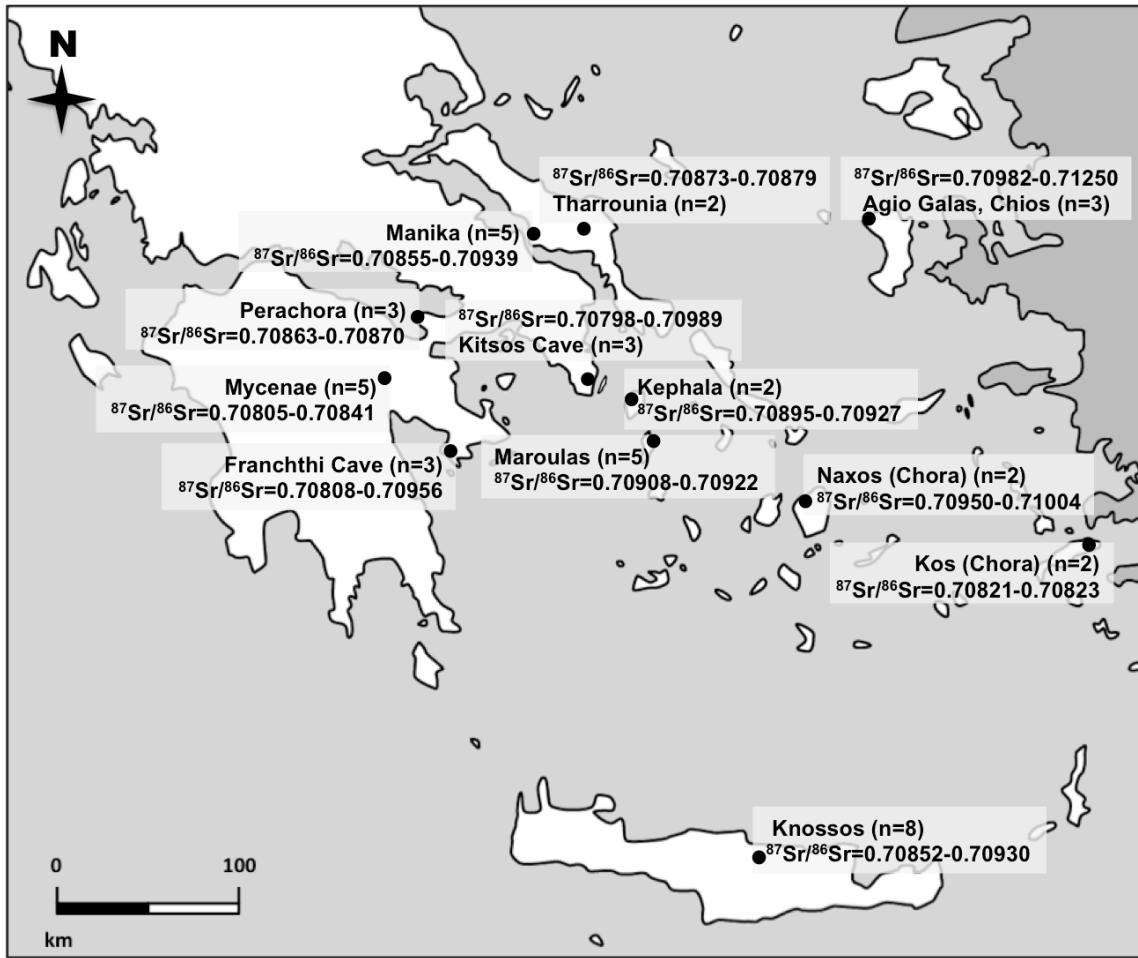 N
⁸⁷Sr/⁸⁶Sr=0.70873-0.70879
Tharrounia (n=2)
⁸⁷Sr/⁸⁶Sr=0.70982-0.71250
Agio Galas, Chios (n=3)
Manika (n=5)
⁸⁷Sr/⁸⁶Sr=0.70855-0.70939
Perachora (n=3)
⁸⁷Sr/⁸⁶Sr=0.70863-0.70870
⁸⁷Sr/⁸⁶Sr=0.70798-0.70989
Kitsos Cave (n=3)
Mycenae (n=5)
⁸⁷Sr/⁸⁶Sr=0.70805-0.70841
Kephala (n=2)
⁸⁷Sr/⁸⁶Sr=0.70895-0.70927
Franchthi Cave (n=3)
⁸⁷Sr/⁸⁶Sr=0.70808-0.70956
Maroulas (n=5)
⁸⁷Sr/⁸⁶Sr=0.70908-0.70922
Naxos (Chora) (n=2)
⁸⁷Sr/⁸⁶Sr=0.70950-0.71004
Kos (Chora) (n=2)
⁸⁷Sr/⁸⁶Sr=0.70821-0.70823
Knossos (n=8)
⁸⁷Sr/⁸⁶Sr=0.70852-0.70930
0 100
km